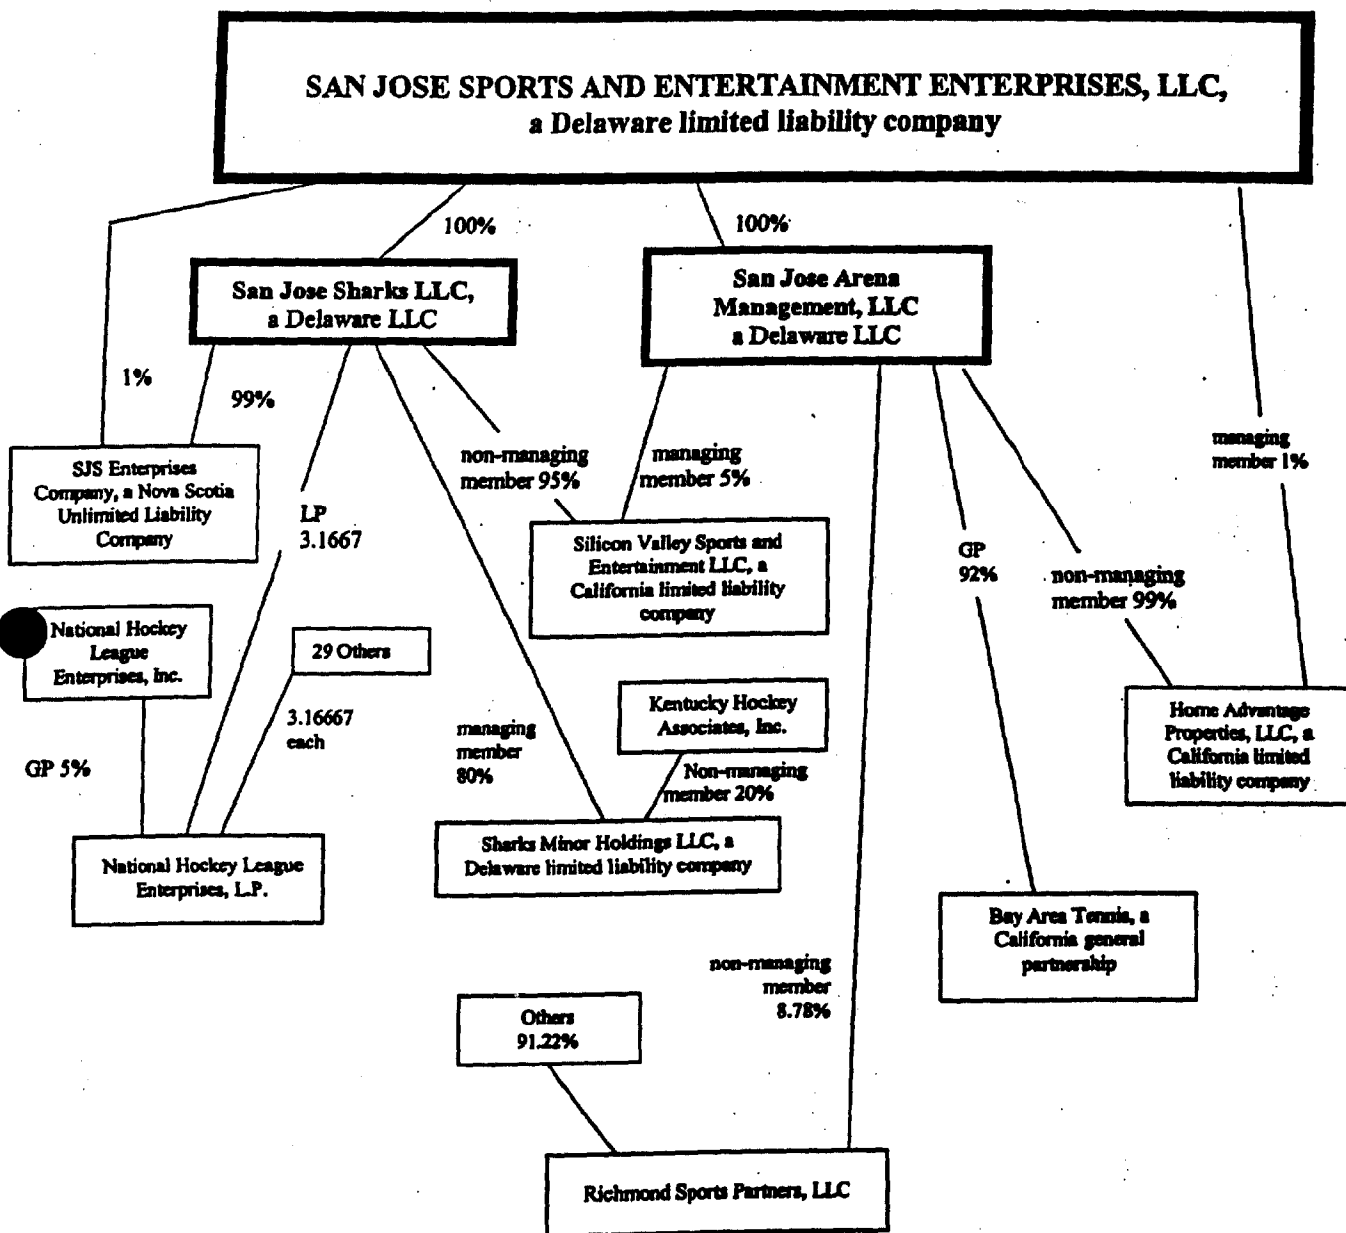 SAN JOSE SPORTS AND ENTERTAINMENT ENTERPRISES, LLC,
a Delaware limited liability company
100%
100%
San Jose Sharks LLC,
a Delaware LLC
San Jose Arena
Management, LLC
a Delaware LLC
1%
99%
non-managing
member 95%
managing
member 5%
managing
member 1%
SJS Enterprises
Company, a Nova Scotia
Unlimited Liability
Company
LP
3.1667
Silicon Valley Sports and
Entertainment LLC, a
California limited liability
company
GP
92%
non-managing
member 99%
National Hockey
League
Enterprises, Inc.
29 Others
3.16667
each
GP 5%
managing
member
80%
Kentucky Hockey
Associates, Inc.
Non-managing
member 20%
Home Advantage
Properties, LLC, a
California limited
liability company
National Hockey League
Enterprises, L.P.
Sharks Minor Holdings LLC, a
Delaware limited liability company
Bay Area Tennis, a
California general
partnership
non-managing
member
8.78%
Others
91.22%
Richmond Sports Partners, LLC